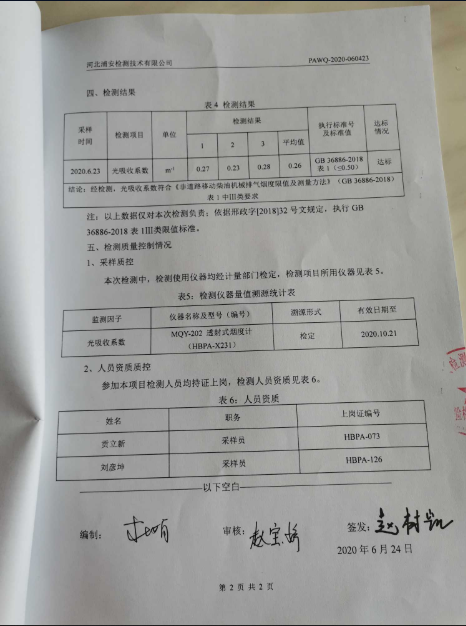 河北浦安检测技术有限公司 PAWQ-2020-060423
四、检测结果
表4 检测结果
采样时间 检测项目 单位 检测结果 执行标准号及标准值 达标情况
1 2 3 平均值
2020.6.23 光吸收系数 m⁻¹ 0.27 0.23 0.28 0.26 GB 36886-2018 表1（≤0.50） 达标
结论：经检测，光吸收系数符合《非道路移动柴油机械排气烟度限值及测量方法》（GB 36886-2018）
表1中III类要求
注：以上数据仅对本次检测负责；依据邢政字[2018]32号文规定，执行GB
36886-2018 表1III类限值标准。
五、检测质量控制情况
1、采样质控
本次检测中，检测使用仪器均经计量部门检定，检测项目所用仪器见表5。
表5：检测仪器量值溯源统计表
监测因子 仪器名称及型号（编号） 溯源形式 有效日期至
光吸收系数 MQY-202 透射式烟度计（HBPA-X231） 检定 2020.10.21
2、人员资质质控
参加本项目检测人员均持证上岗，检测人员资质见表6。
表6：人员资质
姓名 职务 上岗证编号
贾立新 采样员 HBPA-073
刘彦坤 采样员 HBPA-126
以下空白
编制： 审核： 签发：
2020年6月24日
第2页共2页